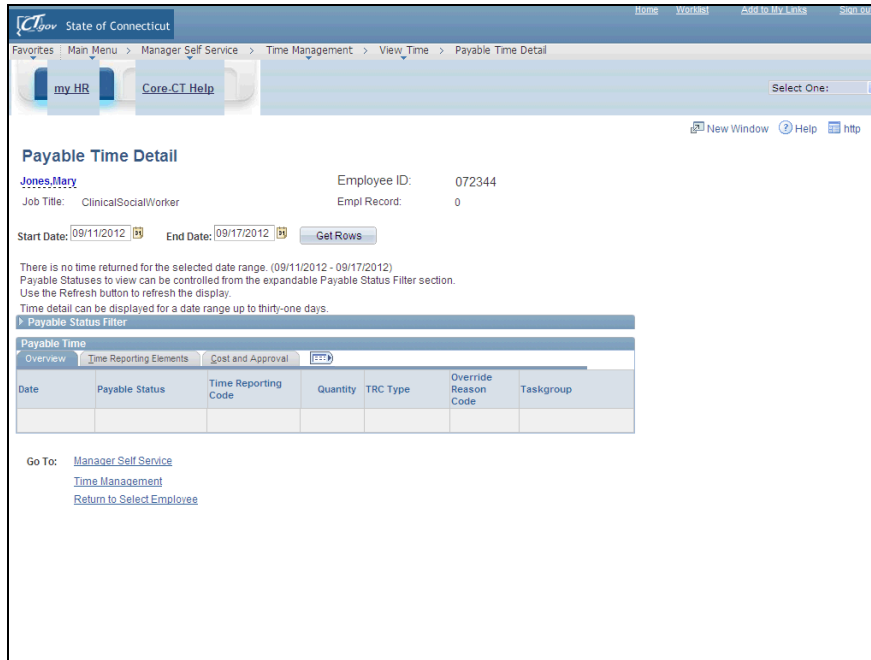 Home Worklist Add to My Links Sign ou
CT.gov State of Connecticut
Favorites Main Menu > Manager Self Service > Time Management > View Time > Payable Time Detail
my HR Core-CT Help
Select One:
New Window Help http
Payable Time Detail
Jones,Mary Employee ID: 072344
Job Title: ClinicalSocialWorker Empl Record: 0
Start Date: 09/11/2012 End Date: 09/17/2012 Get Rows
There is no time returned for the selected date range. (09/11/2012 - 09/17/2012)
Payable Statuses to view can be controlled from the expandable Payable Status Filter section.
Use the Refresh button to refresh the display.
Time detail can be displayed for a date range up to thirty-one days.
Payable Status Filter
Payable Time
Overview Time Reporting Elements Cost and Approval
Date Payable Status Time Reporting Code Quantity TRC Type Override Reason Code Taskgroup
Go To: Manager Self Service
Time Management
Return to Select Employee